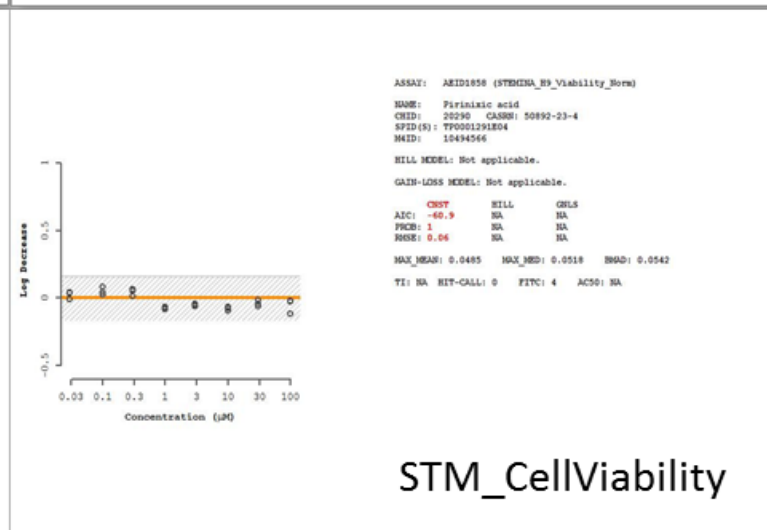 ASSAY: AEID1858 (STEMINA_H9_Viability_Norm)
NAME: Pirinixic acid
CHID: 20290 CASRN: 50892-23-4
SPID(S): TP0001291E04
M4ID: 10494566
HILL MODEL: Not applicable.
GAIN-LOSS MODEL: Not applicable.
CNST HILL GNLS
AIC: -60.9 NA NA
PROB: 1 NA NA
RMSE: 0.06 NA NA
MAX_MEAN: 0.0485 MAX_MED: 0.0518 BMAD: 0.0542
TI: NA HIT-CALL: 0 FITC: 4 AC50: NA
Log Decrease
1
0.5
0
-0.5
0.03 0.1 0.3 1 3 10 30 100
Concentration (µM)
STM_CellViability